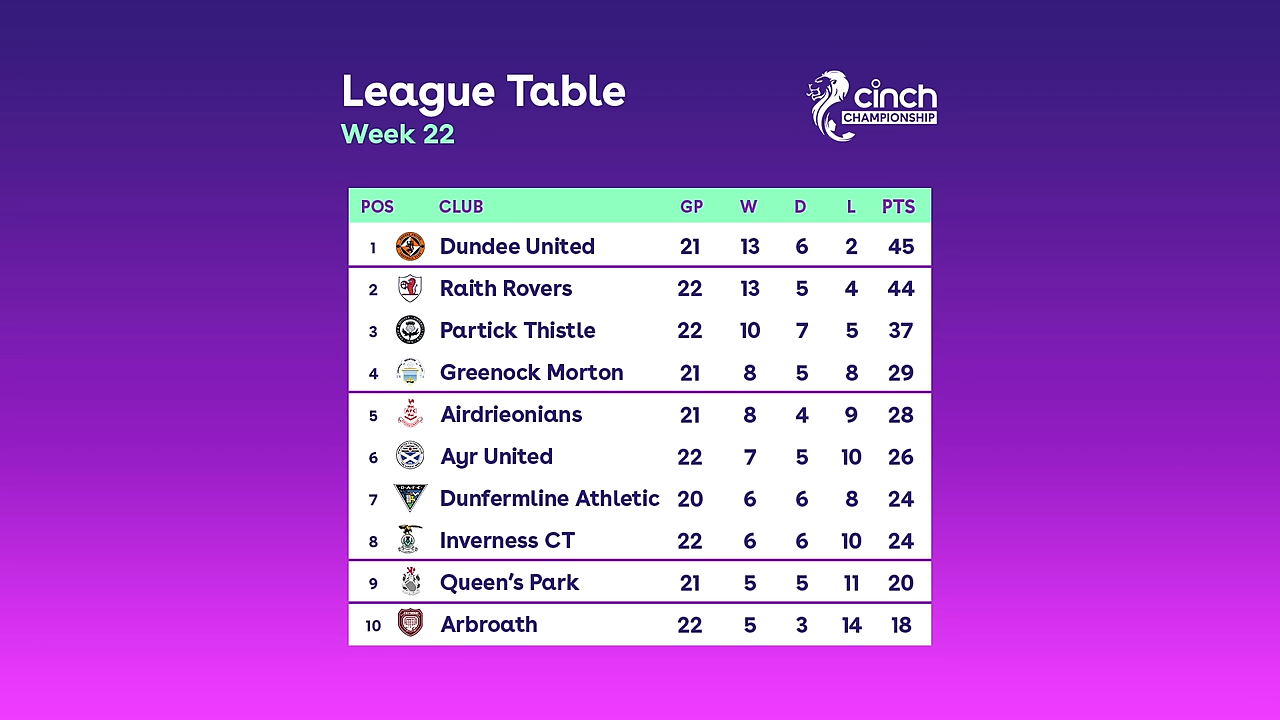 League Table
Week 22
cinch
CHAMPIONSHIP
POS CLUB GP W D L PTS
1 Dundee United 21 13 6 2 45
2 Raith Rovers 22 13 5 4 44
3 Partick Thistle 22 10 7 5 37
4 Greenock Morton 21 8 5 8 29
5 Airdrieonians 21 8 4 9 28
6 Ayr United 22 7 5 10 26
7 Dunfermline Athletic 20 6 6 8 24
8 Inverness CT 22 6 6 10 24
9 Queen's Park 21 5 5 11 20
10 Arbroath 22 5 3 14 18